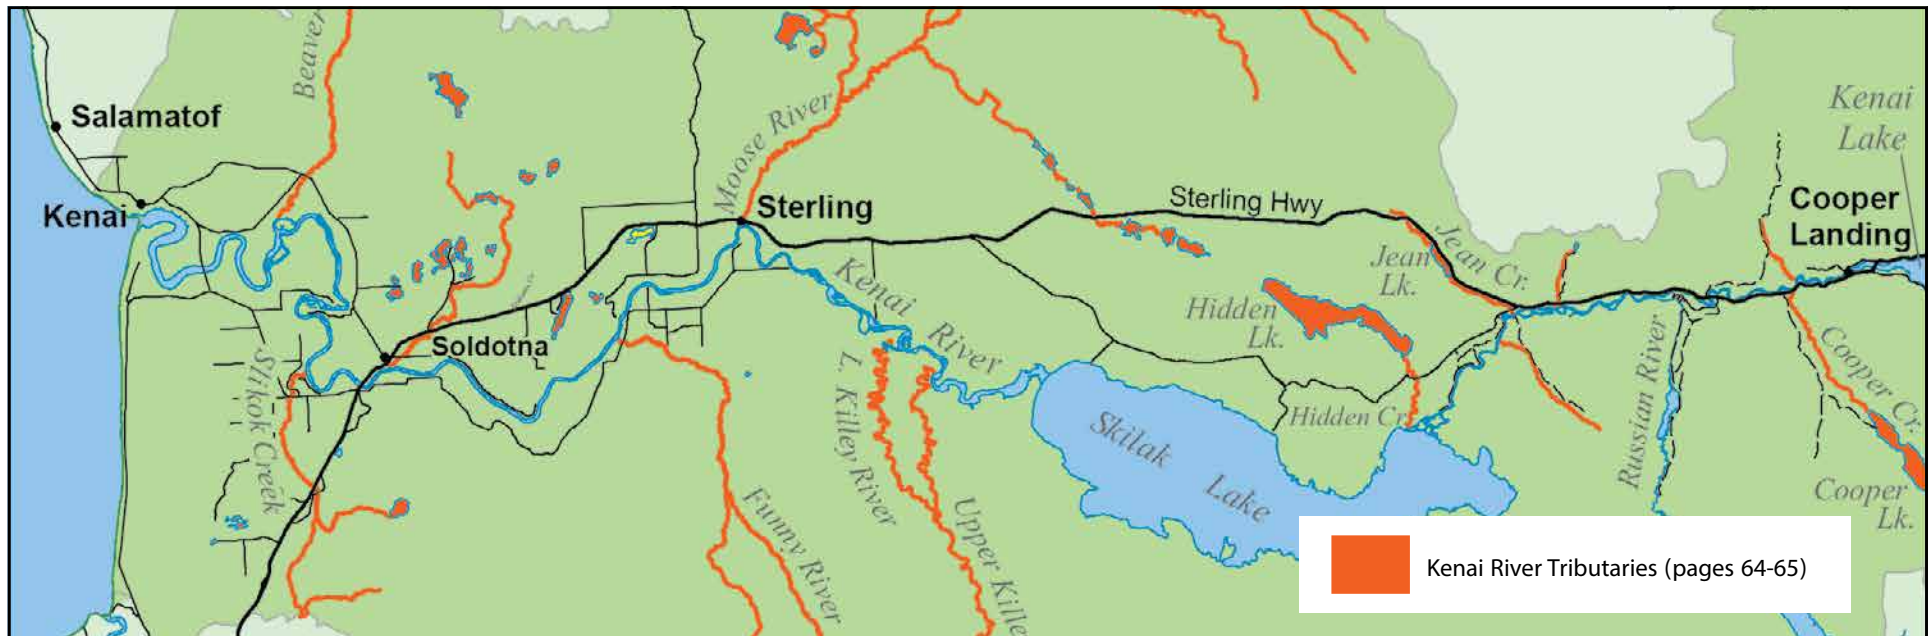 Beaver
Salamatof
Kenai
Moose River
Sterling
Sterling Hwy
Kenai
Lake
Cooper
Landing
Jean Cr.
Jean
Lk.
Hidden
Lk.
Kenai
River
Soldotna
Slikok Creek
L. Killey River
Hidden Cr.
Skilak
Lake
Russian River
Cooper Cr.
Cooper
Lk.
Funny River
Upper Kille
Kenai River Tributaries (pages 64-65)